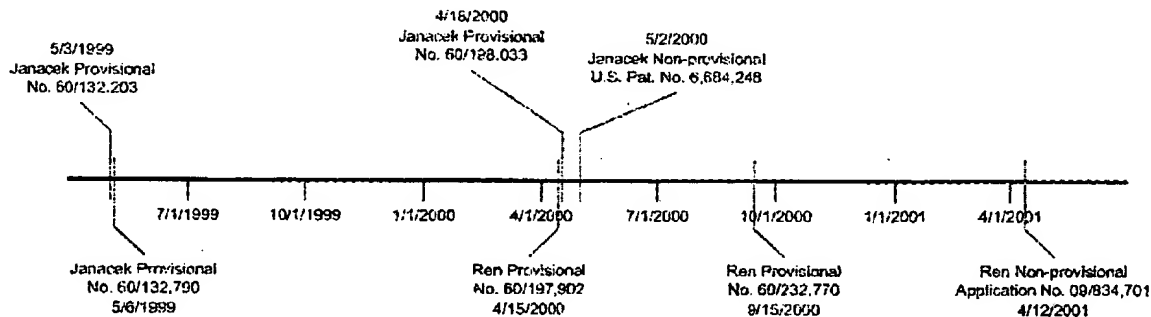 4/18/2000
Janacek Provisional
No. 60/198.033
5/3/1999
Janacek Provisional
No. 60/132.203
5/2/2000
Janacek Non-provisional
U.S. Pat. No. 6,684,248
7/1/1999
10/1/1999
1/1/2000
4/1/2000
7/1/2000
10/1/2000
1/1/2001
4/1/2001
Janacek Provisional
No. 60/132,790
5/6/1999
Ren Provisional
No. 60/197,902
4/15/2000
Ren Provisional
No. 60/232,770
9/15/2000
Ren Non-provisional
Application No. 09/834,701
4/12/2001